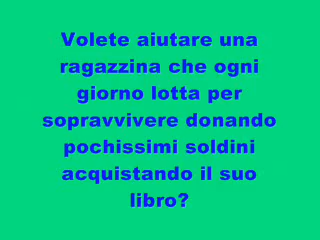 Volete aiutare una
ragazzina che ogni
giorno lotta per
sopravvivere donando
pochissimi soldini
acquistando il suo
libro?